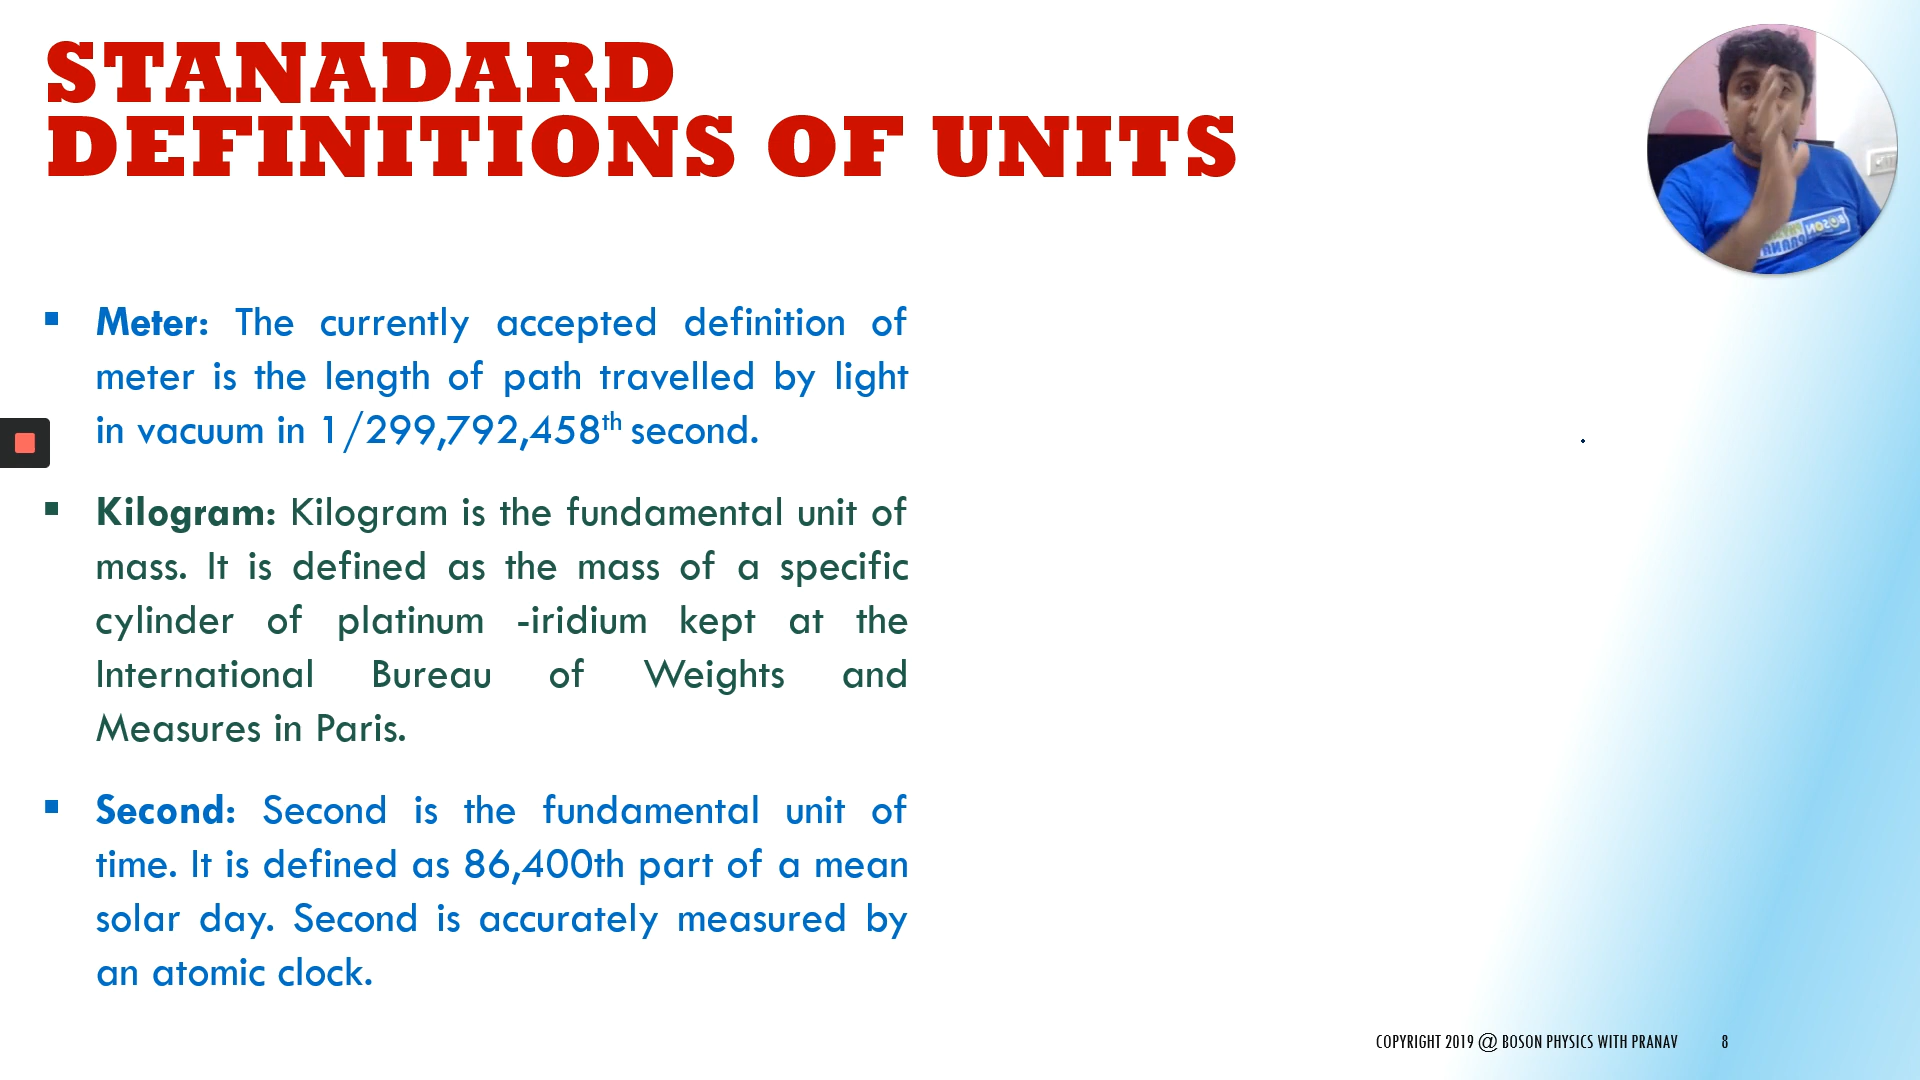 STANADARD
DEFINITIONS OF UNITS
▪ Meter: The currently accepted definition of
meter is the length of path travelled by light
in vacuum in 1/299,792,458th second.
▪ Kilogram: Kilogram is the fundamental unit of
mass. It is defined as the mass of a specific
cylinder of platinum -iridium kept at the
International Bureau of Weights and
Measures in Paris.
▪ Second: Second is the fundamental unit of
time. It is defined as 86,400th part of a mean
solar day. Second is accurately measured by
an atomic clock.
COPYRIGHT 2019 @ BOSON PHYSICS WITH PRANAV 8